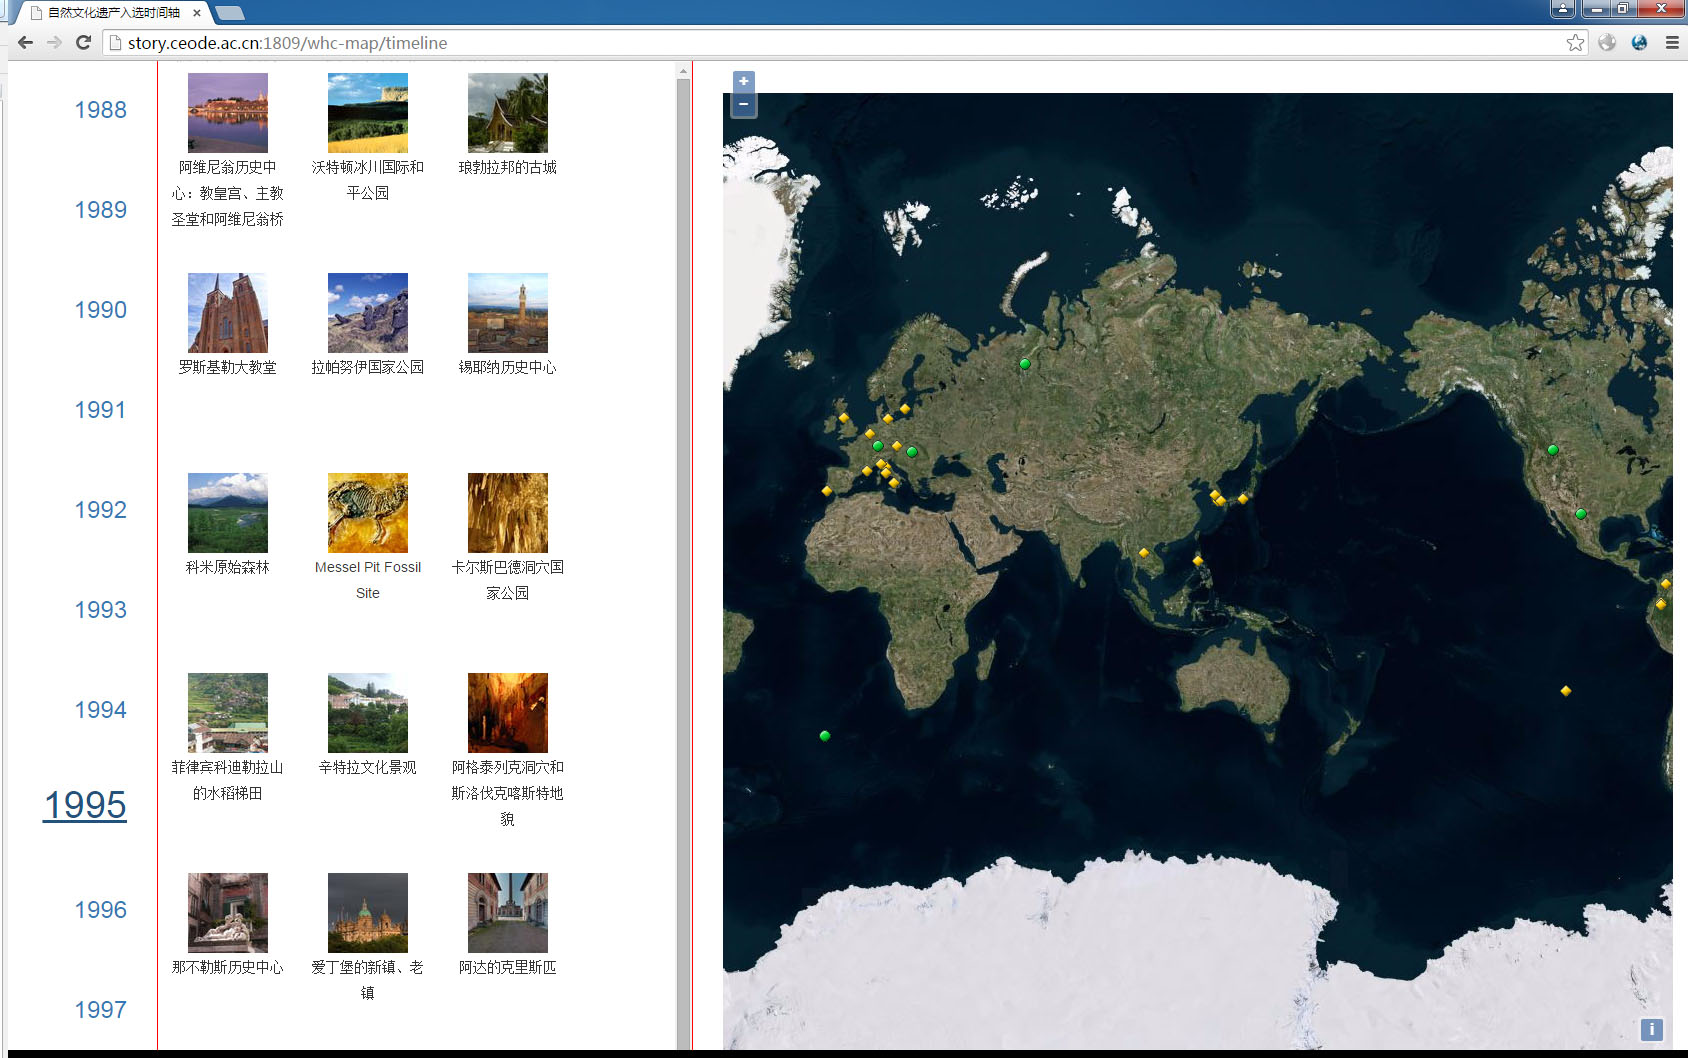 自然文化遗产入选时间轴
story.ceode.ac.cn:1809/whc-map/timeline
1988
1989
1990
1991
1992
1993
1994
1995
1996
1997
阿维尼翁历史中
心：教皇宫、主教
圣堂和阿维尼翁桥
沃特顿冰川国际和
平公园
琅勃拉邦的古城
罗斯基勒大教堂
拉帕努伊国家公园
锡耶纳历史中心
科米原始森林
Messel Pit Fossil
Site
卡尔斯巴德洞穴国
家公园
菲律宾科迪勒拉山
的水稻梯田
辛特拉文化景观
阿格泰列克洞穴和
斯洛伐克喀斯特地
貌
那不勒斯历史中心
爱丁堡的新镇、老
镇
阿达的克里斯匹
+
−
i